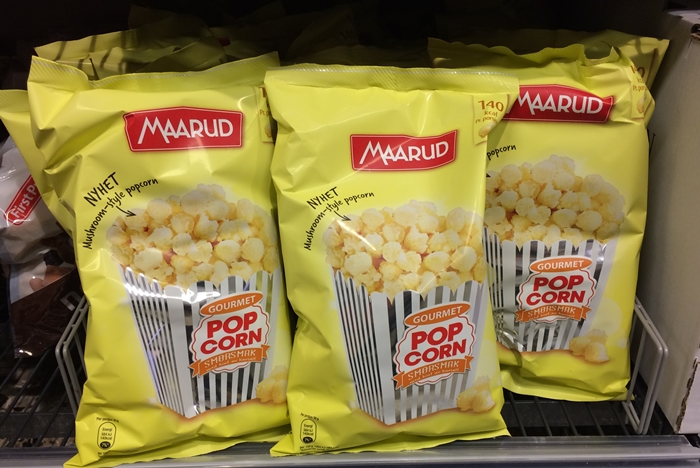 MAARUD
NYHET
Mushroom-style popcorn
GOURMET
POP
CORN
SMØRSMAK
MAARUD
140
kcal
NYHET
Mushroom-style popcorn
GOURMET
POP
CORN
SMØRSMAK
MAARUD
popcorn
GOURMET
POP
CORN
SMØRSMAK
First P